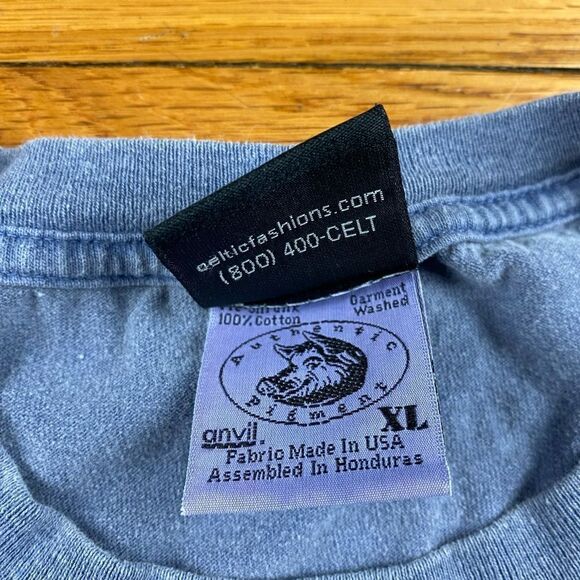 celticfashions.com
(800) 400-CELT
Garment
100% Cotton Washed
Authentic
Pigment
XL
anvil.
Fabric Made In USA
Assembled In Honduras